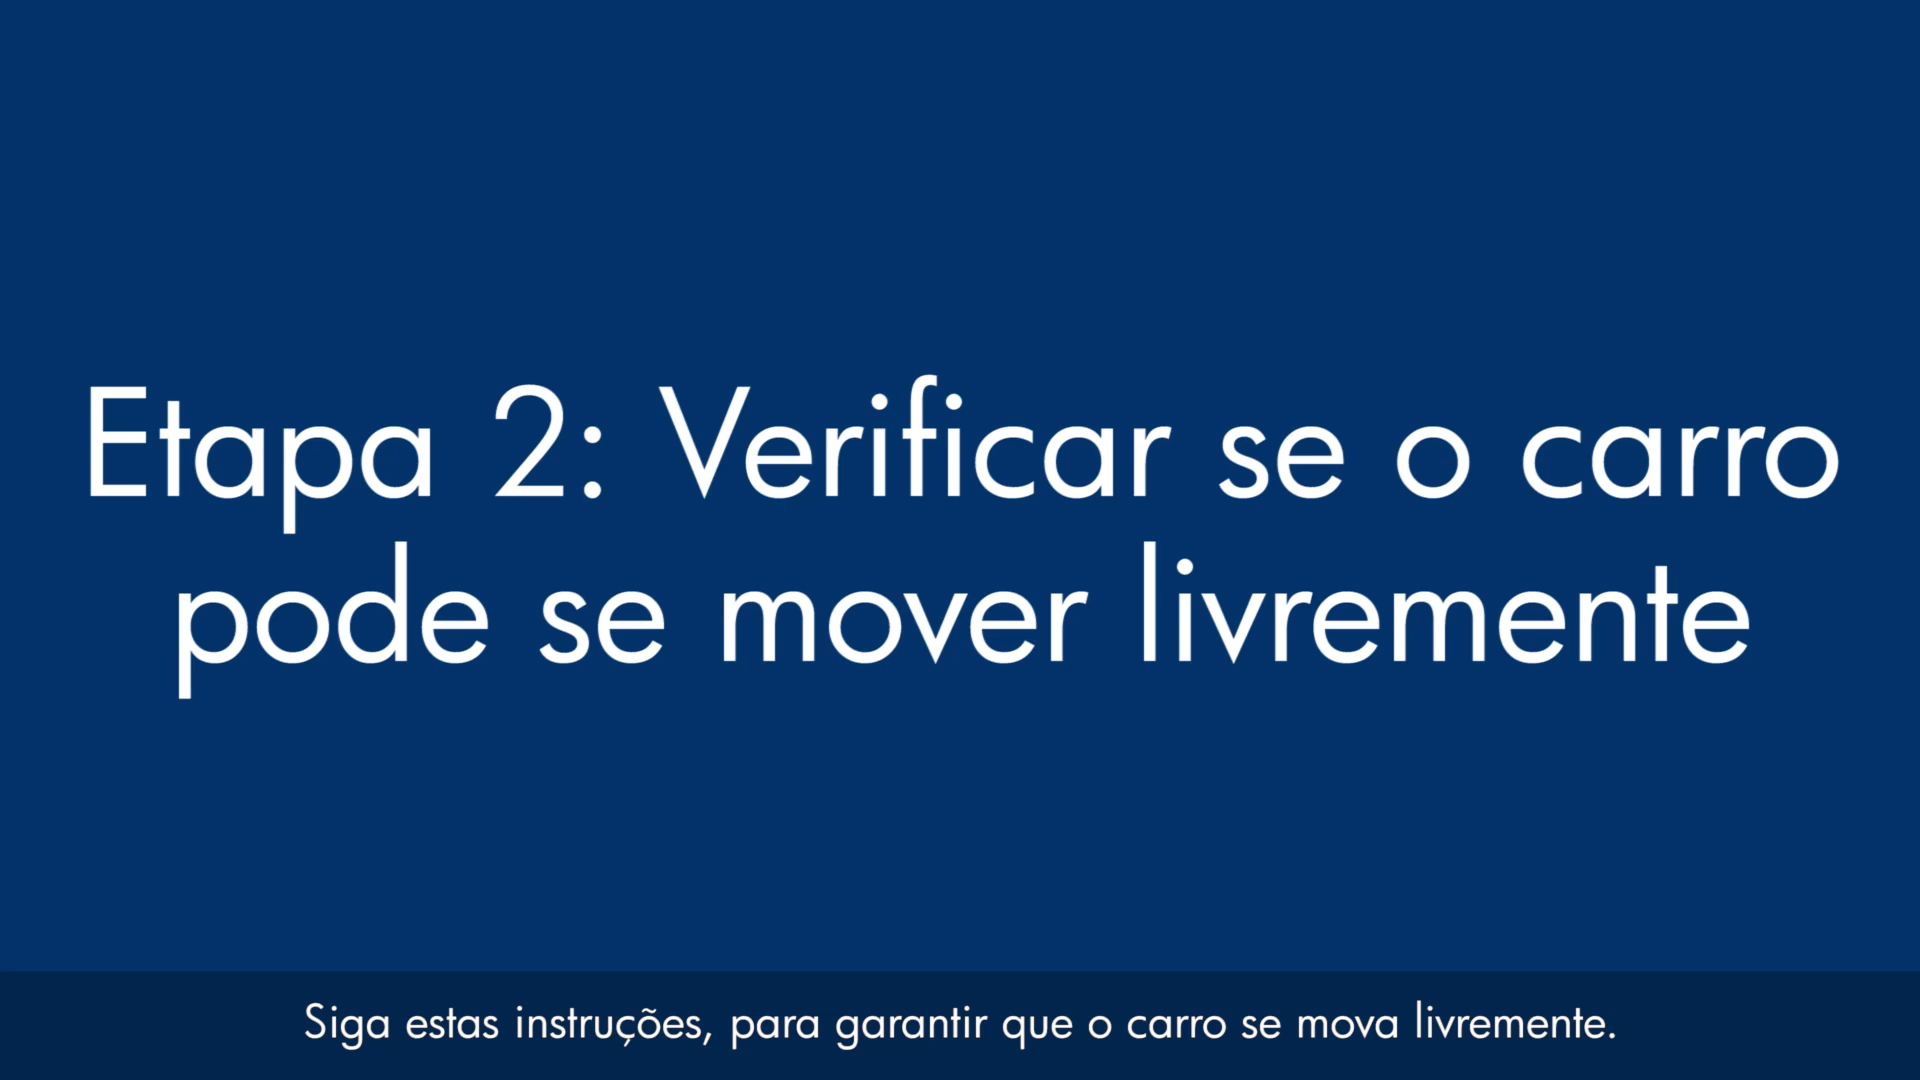 Etapa 2: Verificar se o carro
pode se mover livremente
Siga estas instruções, para garantir que o carro se mova livremente.